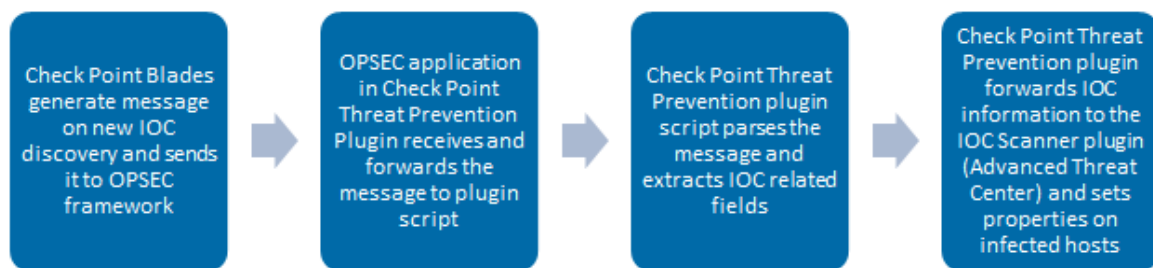 Check Point Blades
generate message
on new IOC
discovery and sends
it to OPSEC
framework
OPSEC application
in Check Point
Threat Prevention
Plugin receives and
forwards the
message to plugin
script
Check Point Threat
Prevention plugin
script parses the
message and
extracts IOC related
fields
Check Point Threat
Prevention plugin
forwards IOC
information to the
IOC Scanner plugin
(Advanced Threat
Center) and sets
properties on
infected hosts